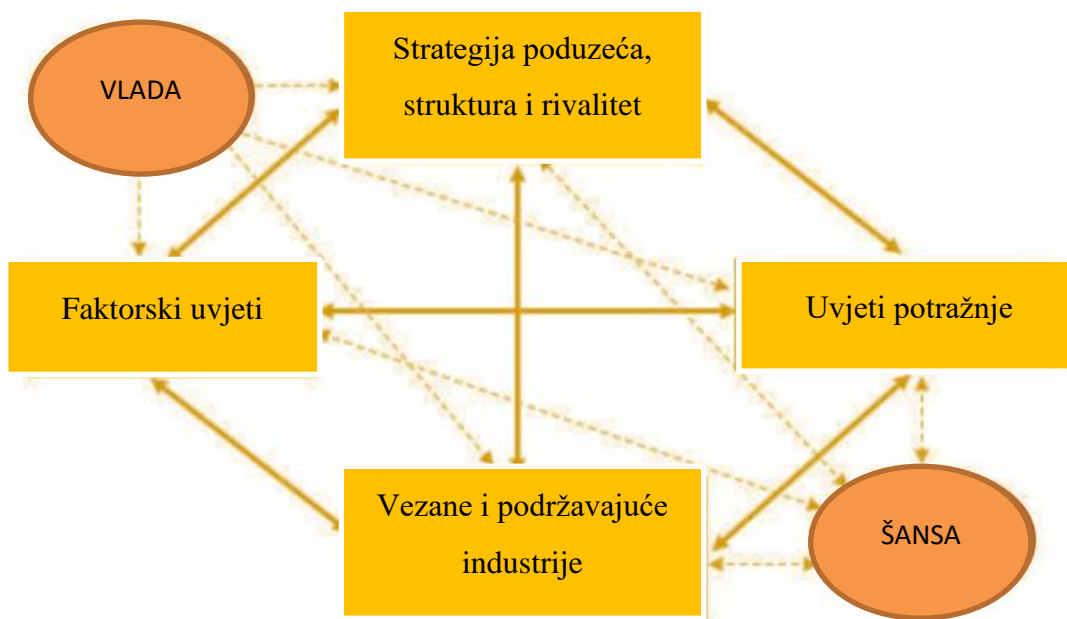 VLADA
Strategija poduzeća,
struktura i rivalitet
Faktorski uvjeti
Uvjeti potražnje
Vezane i podržavajuće
industrije
ŠANSA